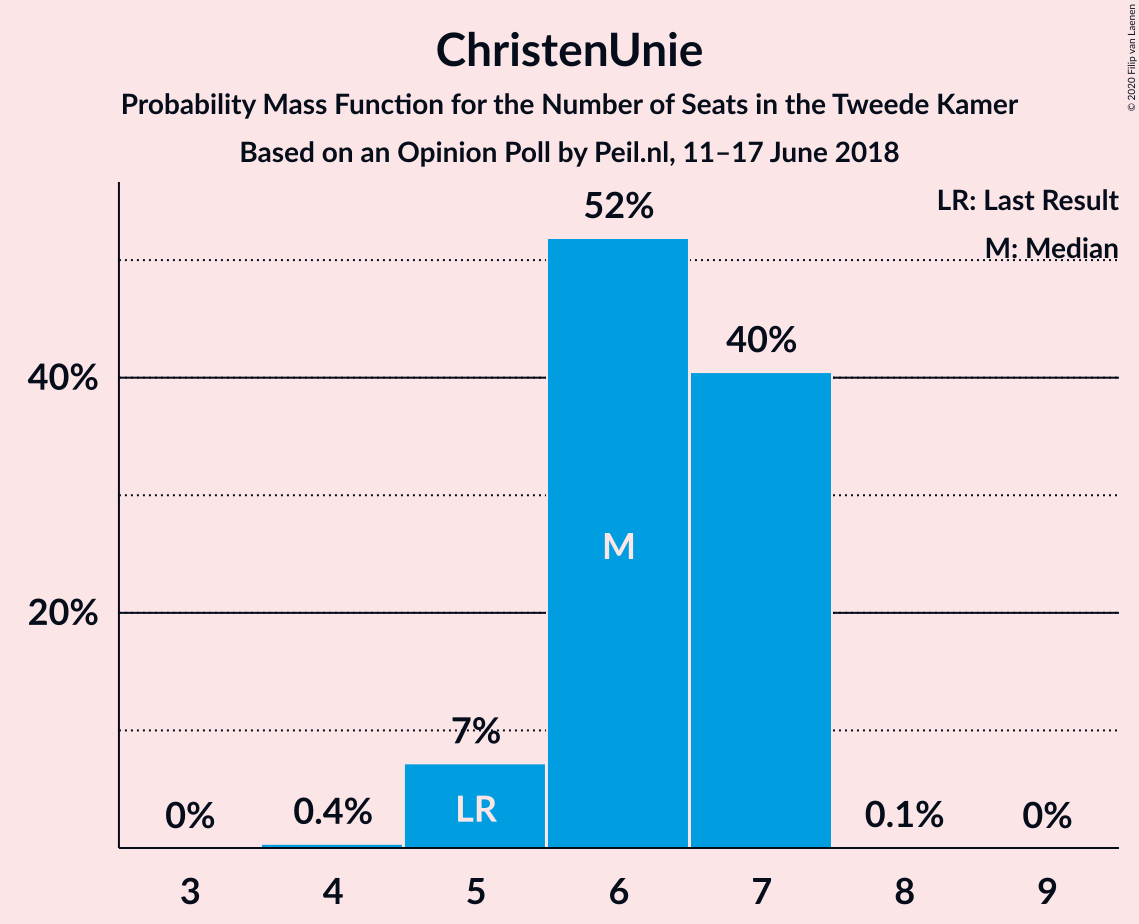 ChristenUnie
Probability Mass Function for the Number of Seats in the Tweede Kamer
Based on an Opinion Poll by Peil.nl, 11–17 June 2018
© 2020 Filip van Laenen
LR: Last Result
M: Median
52%
40%
40%
M
20%
7%
LR
0%
0.4%
0.1%
0%
3 4 5 6 7 8 9